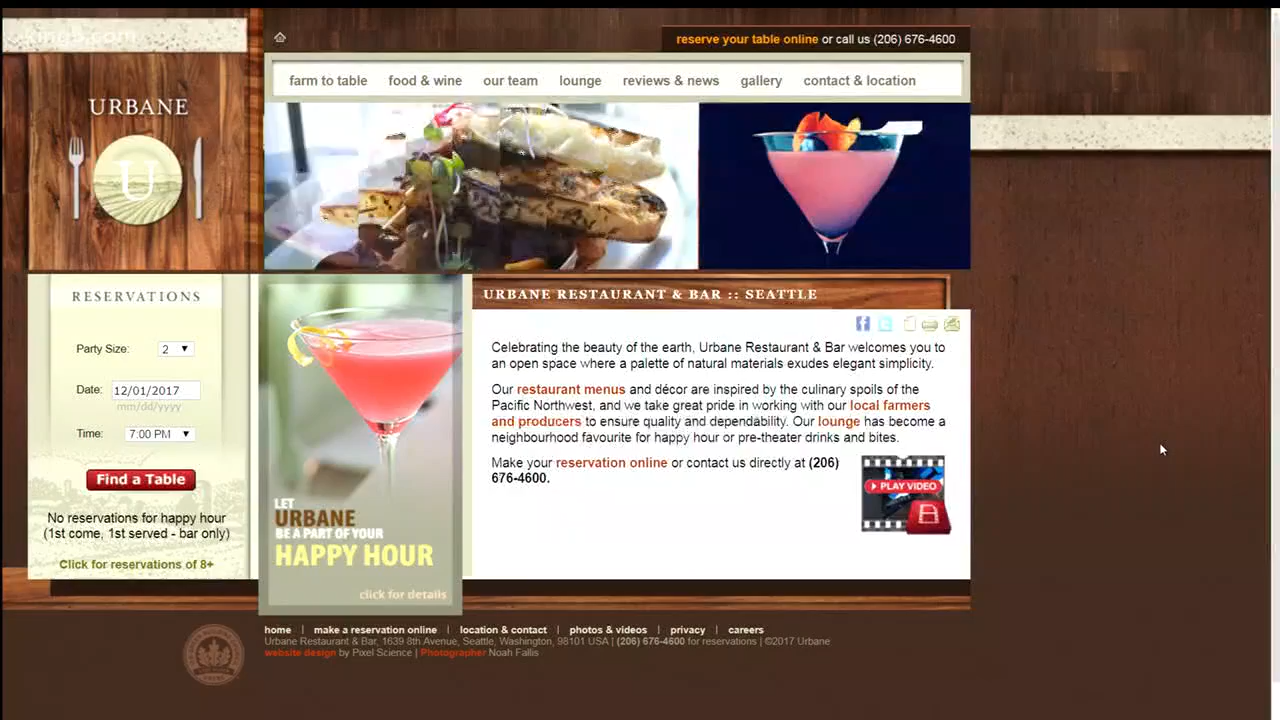 king5.com
reserve your table online or call us (206) 676-4600
farm to table food & wine our team lounge reviews & news gallery contact & location
URBANE
U
RESERVATIONS
Party Size: 2
Date: 12/01/2017
mm/dd/yyyy
Time: 7:00 PM
Find a Table
No reservations for happy hour
(1st come, 1st served - bar only)
Click for reservations of 8+
LET
URBANE
BE A PART OF YOUR
HAPPY HOUR
click for details
URBANE RESTAURANT & BAR :: SEATTLE
Celebrating the beauty of the earth, Urbane Restaurant & Bar welcomes you to
an open space where a palette of natural materials exudes elegant simplicity.
Our restaurant menus and décor are inspired by the culinary spoils of the
Pacific Northwest, and we take great pride in working with our local farmers
and producers to ensure quality and dependability. Our lounge has become a
neighbourhood favourite for happy hour or pre-theater drinks and bites.
Make your reservation online or contact us directly at (206)
676-4600.
PLAY VIDEO
home | make a reservation online | location & contact | photos & videos | privacy | careers
Urbane Restaurant & Bar, 1639 8th Avenue, Seattle, Washington, 98101 USA | (206) 676-4600 for reservations | ©2017 Urbane
website design by Pixel Science | Photographer Noah Fallis